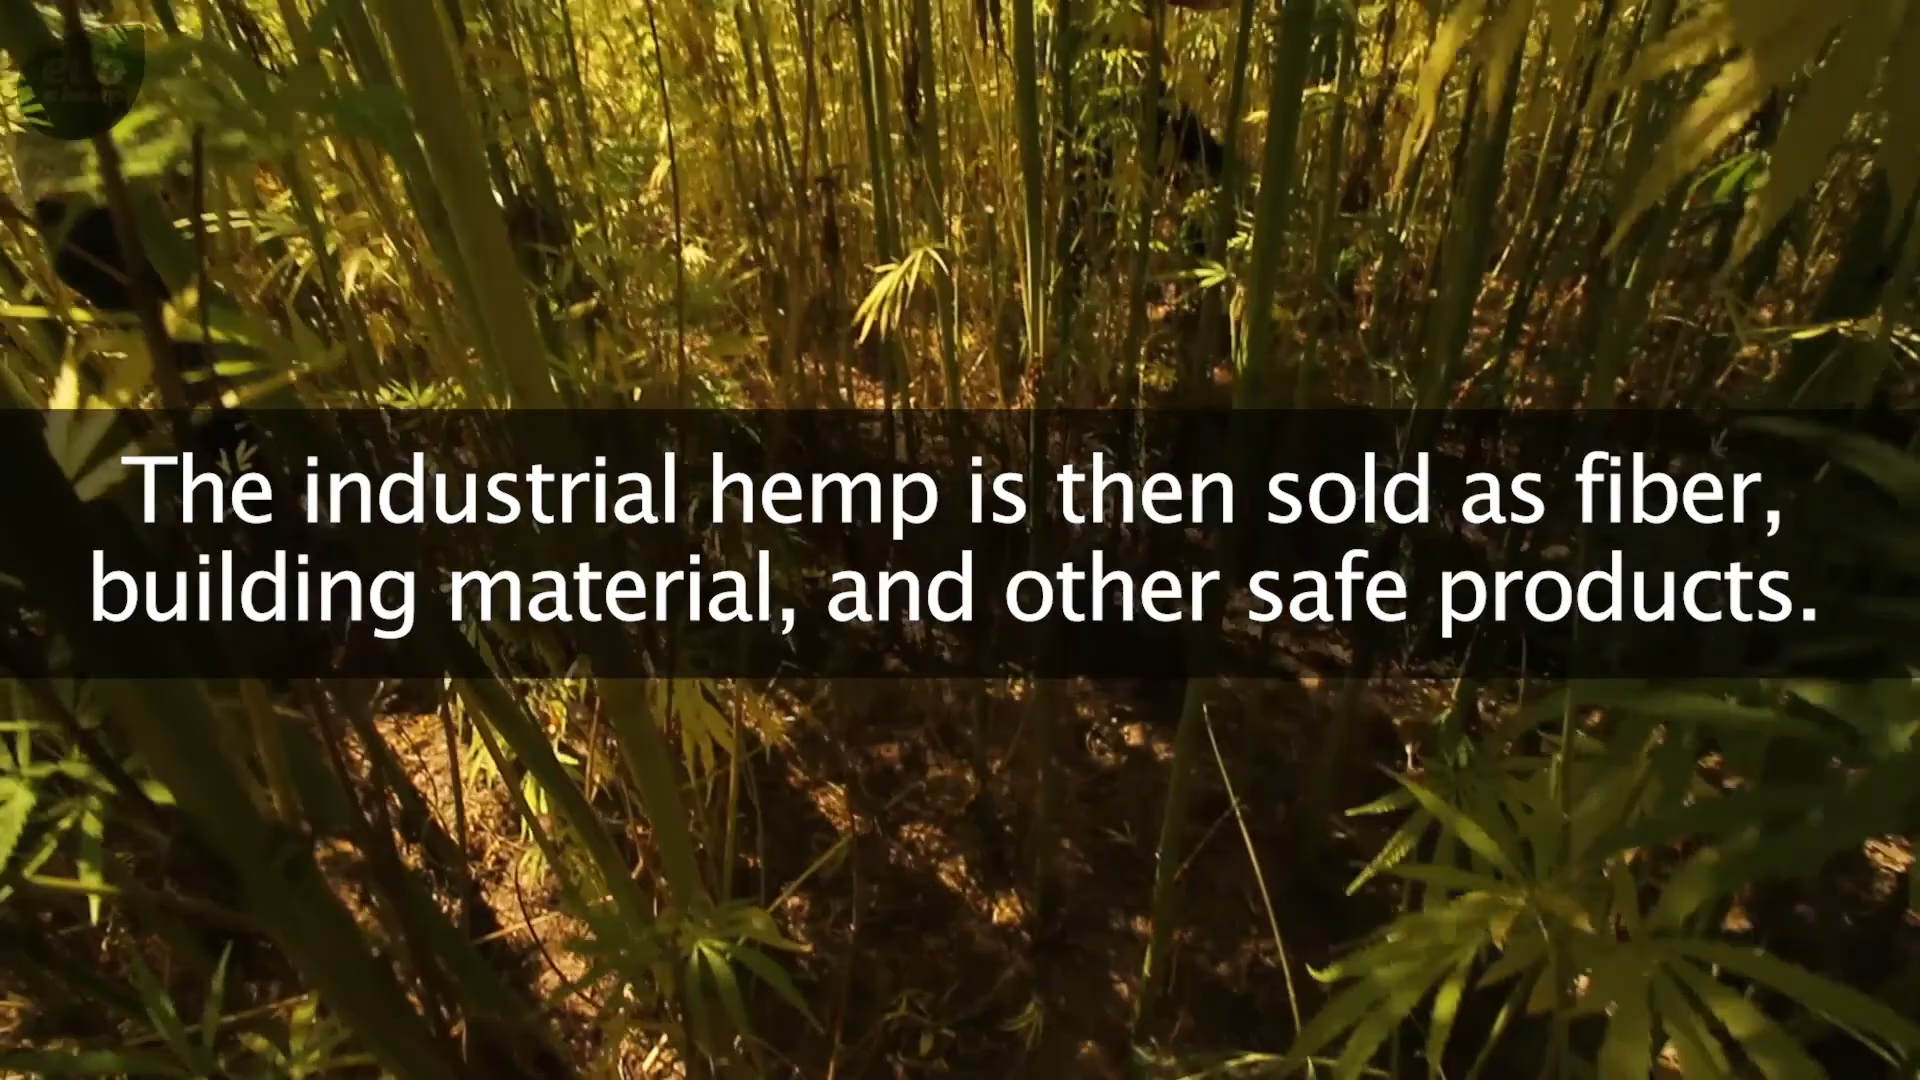 The industrial hemp is then sold as fiber,
building material, and other safe products.